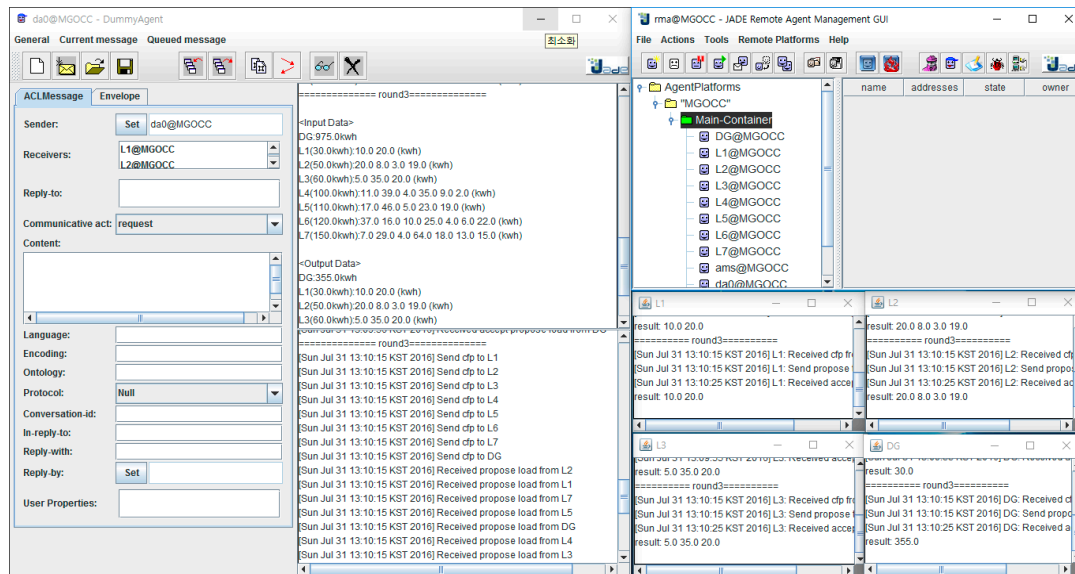 da0@MGOCC - DummyAgent
General Current message Queued message
최소화
Jade
ACLMessage Envelope
Sender: Set da0@MGOCC
Receivers: L1@MGOCC
L2@MGOCC
Reply-to:
Communicative act: request
Content:
Language:
Encoding:
Ontology:
Protocol: Null
Conversation-id:
In-reply-to:
Reply-with:
Reply-by: Set
User Properties:
============= round3==============
<Input Data>
DG:975.0kwh
L1(30.0kwh):10.0 20.0 (kwh)
L2(50.0kwh):20.0 8.0 3.0 19.0 (kwh)
L3(60.0kwh):5.0 35.0 20.0 (kwh)
L4(100.0kwh):11.0 39.0 4.0 35.0 9.0 2.0 (kwh)
L5(110.0kwh):17.0 46.0 5.0 23.0 19.0 (kwh)
L6(120.0kwh):37.0 16.0 10.0 25.0 4.0 6.0 22.0 (kwh)
L7(150.0kwh):7.0 29.0 4.0 64.0 18.0 13.0 15.0 (kwh)
<Output Data>
DG:355.0kwh
L1(30.0kwh):10.0 20.0 (kwh)
L2(50.0kwh):20.0 8.0 3.0 19.0 (kwh)
L3(60.0kwh):5.0 35.0 20.0 (kwh)
Received accept propose load from DG
============= round3==============
[Sun Jul 31 13:10:15 KST 2016] Send cfp to L1
[Sun Jul 31 13:10:15 KST 2016] Send cfp to L2
[Sun Jul 31 13:10:15 KST 2016] Send cfp to L3
[Sun Jul 31 13:10:15 KST 2016] Send cfp to L4
[Sun Jul 31 13:10:15 KST 2016] Send cfp to L5
[Sun Jul 31 13:10:15 KST 2016] Send cfp to L6
[Sun Jul 31 13:10:15 KST 2016] Send cfp to L7
[Sun Jul 31 13:10:15 KST 2016] Send cfp to DG
[Sun Jul 31 13:10:15 KST 2016] Received propose load from L2
[Sun Jul 31 13:10:15 KST 2016] Received propose load from L1
[Sun Jul 31 13:10:15 KST 2016] Received propose load from L7
[Sun Jul 31 13:10:15 KST 2016] Received propose load from L5
[Sun Jul 31 13:10:15 KST 2016] Received propose load from DG
[Sun Jul 31 13:10:15 KST 2016] Received propose load from L4
[Sun Jul 31 13:10:15 KST 2016] Received propose load from L3
rma@MGOCC - JADE Remote Agent Management GUI
File Actions Tools Remote Platforms Help
Jad
AgentPlatforms
"MGOCC"
Main-Container
DG@MGOCC
L1@MGOCC
L2@MGOCC
L3@MGOCC
L4@MGOCC
L5@MGOCC
L6@MGOCC
L7@MGOCC
ams@MGOCC
da0@MGOCC
name addresses state owner
L1
result: 10.0 20.0
========== round3==========
[Sun Jul 31 13:10:15 KST 2016] L1: Received cfp fr
[Sun Jul 31 13:10:15 KST 2016] L1: Send propose
[Sun Jul 31 13:10:25 KST 2016] L1: Received accep
result: 10.0 20.0
L2
result: 20.0 8.0 3.0 19.0
========== round3==========
[Sun Jul 31 13:10:15 KST 2016] L2: Received cfp
[Sun Jul 31 13:10:15 KST 2016] L2: Send propos
[Sun Jul 31 13:10:25 KST 2016] L2: Received ac
result: 20.0 8.0 3.0 19.0
L3
result: 5.0 35.0 20.0
========== round3==========
[Sun Jul 31 13:10:15 KST 2016] L3: Received cfp fr
[Sun Jul 31 13:10:15 KST 2016] L3: Send propose
[Sun Jul 31 13:10:25 KST 2016] L3: Received accep
result: 5.0 35.0 20.0
DG
result: 30.0
========== round3==========
[Sun Jul 31 13:10:15 KST 2016] DG: Received cf
[Sun Jul 31 13:10:15 KST 2016] DG: Send propo
[Sun Jul 31 13:10:25 KST 2016] DG: Received a
result: 355.0